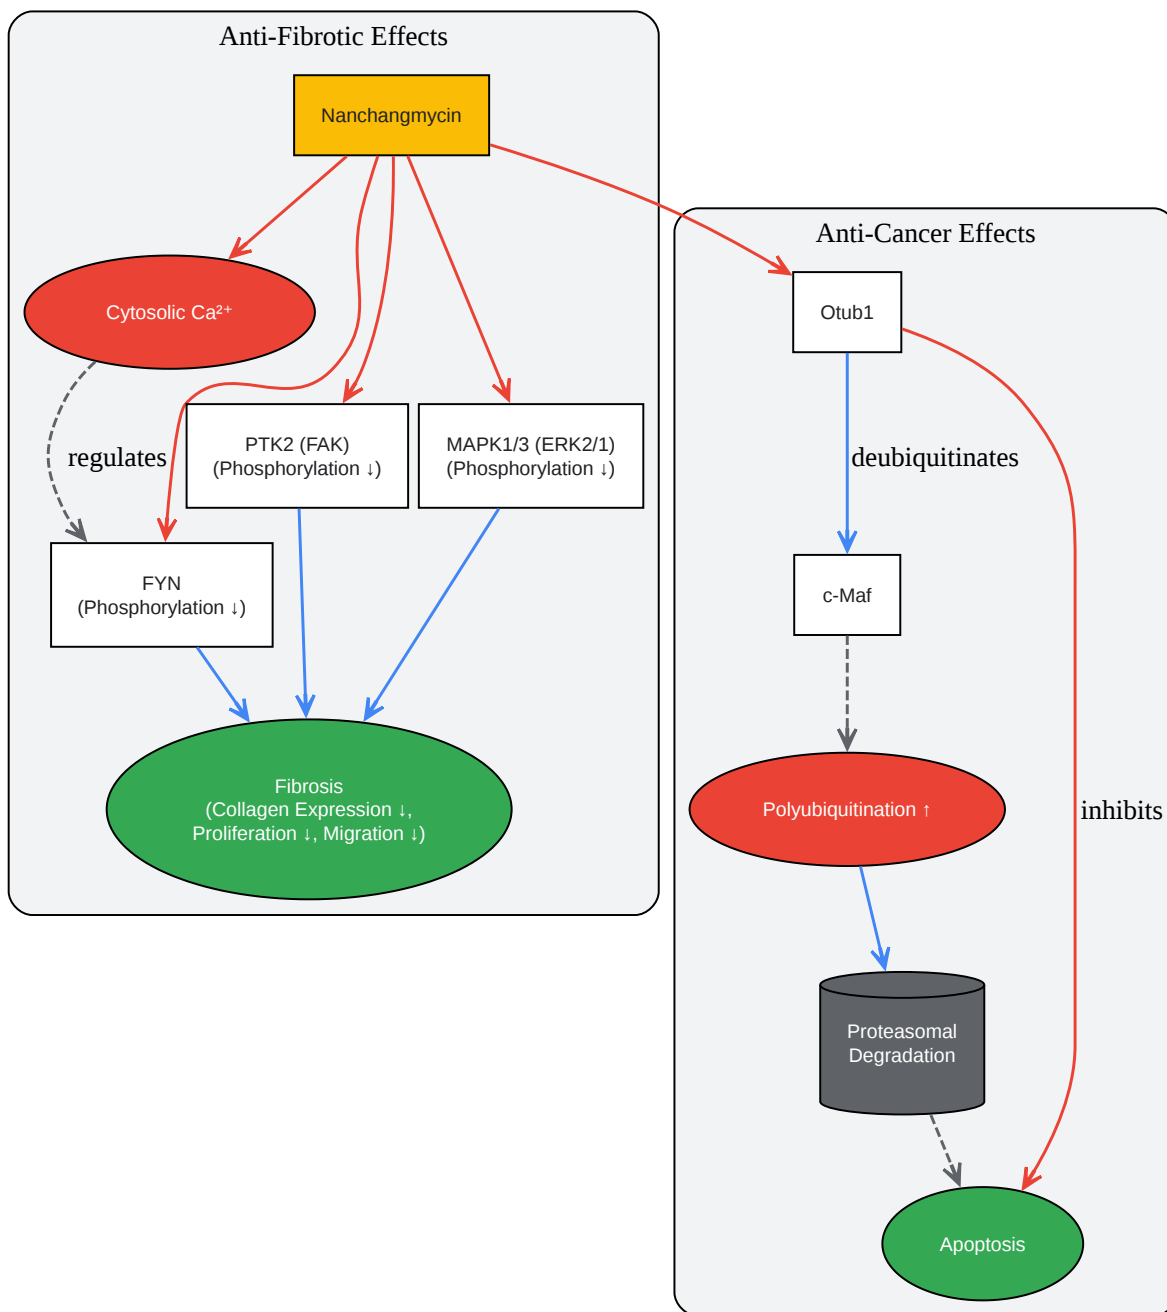 Anti-Fibrotic Effects
Nanchangmycin
Cytosolic Ca²⁺
regulates
PTK2 (FAK)
(Phosphorylation ↓)
MAPK1/3 (ERK2/1)
(Phosphorylation ↓)
FYN
(Phosphorylation ↓)
Fibrosis
(Collagen Expression ↓,
Proliferation ↓, Migration ↓)
Anti-Cancer Effects
Otub1
deubiquitinates
c-Maf
Polyubiquitination ↑
inhibits
Proteasomal
Degradation
Apoptosis